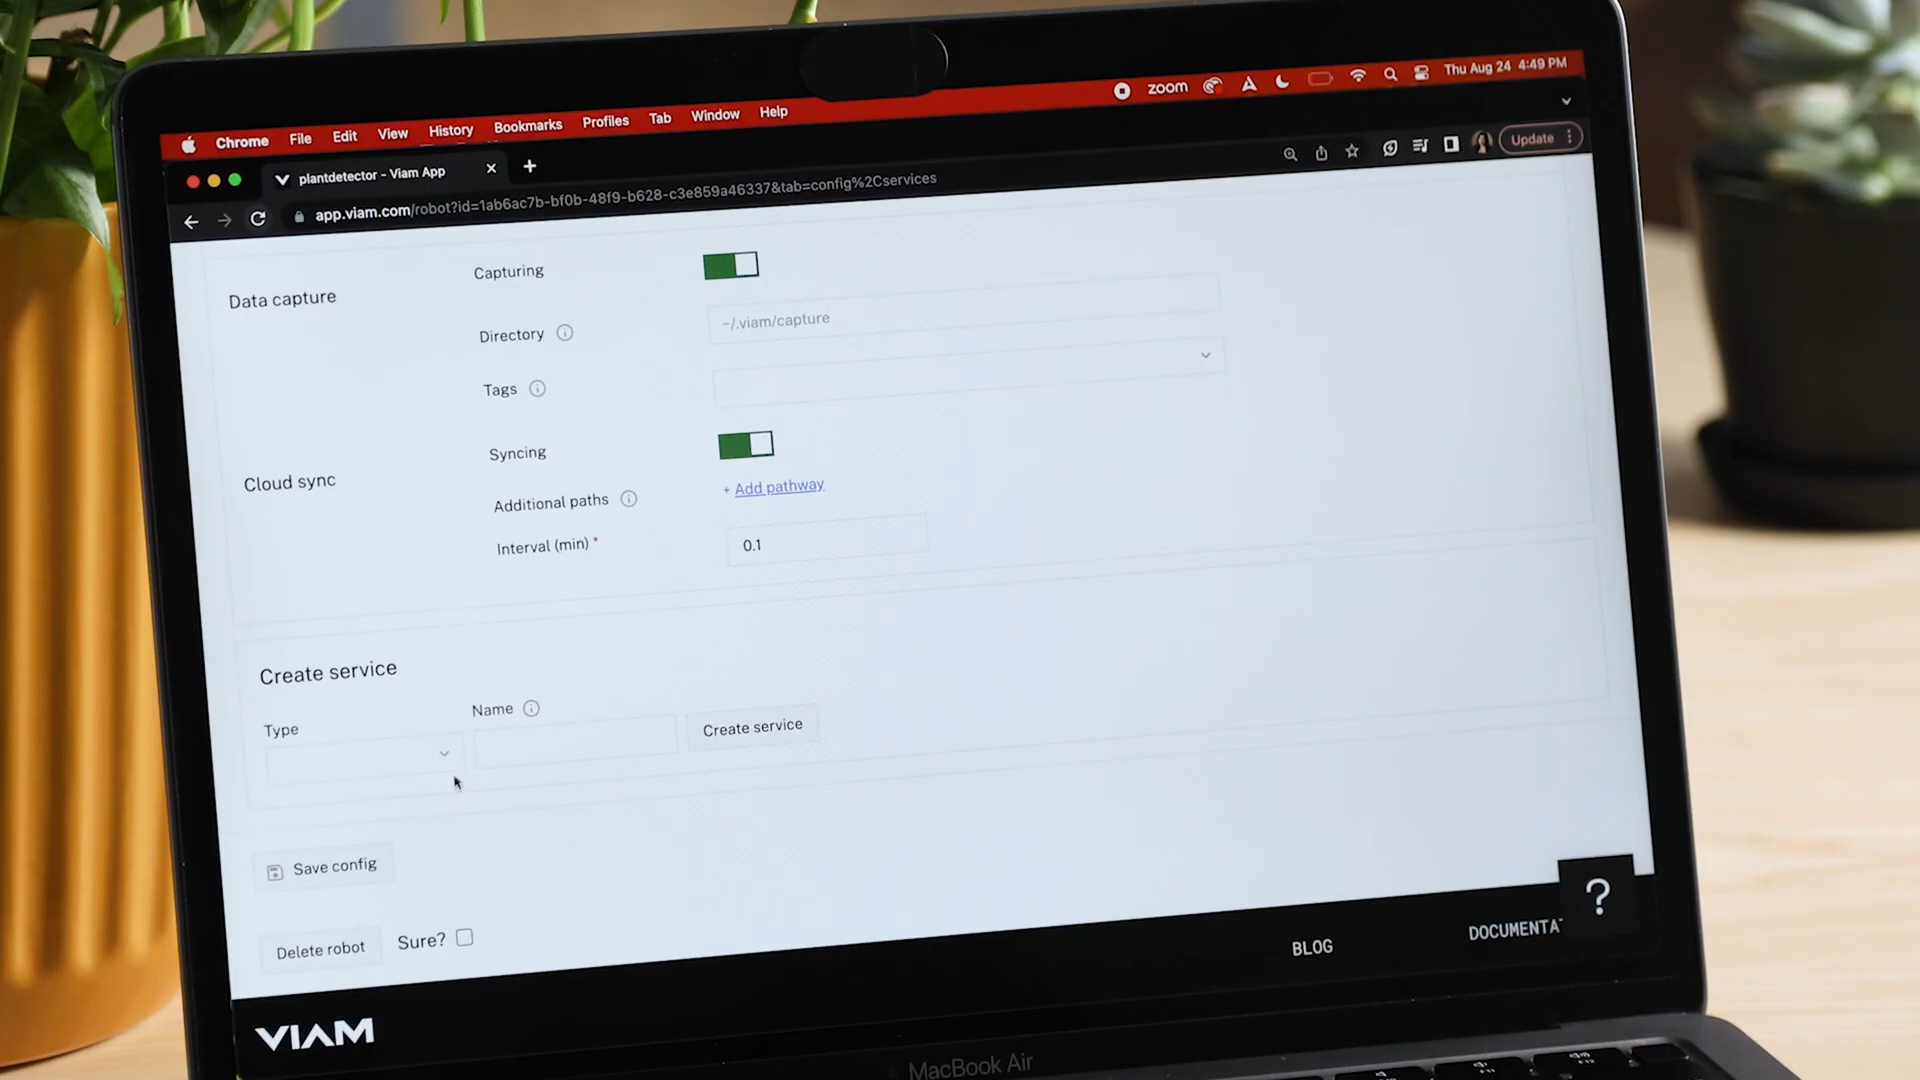 Chrome File Edit View History Bookmarks Profiles Tab Window Help zoom Thu Aug 24 4:49 PM
plantdetector - Viam App
Update
app.viam.com/robot?id=1ab6ac7b-bf0b-48f9-b628-c3e859a46337&tab=config%2Cservices
Data capture
Capturing
Directory
~/.viam/capture
Tags
Cloud sync
Syncing
Additional paths
+ Add pathway
Interval (min) *
0.1
Create service
Type
Name
Create service
Save config
Delete robot
Sure?
BLOG
DOCUMENTAT
?
VIAM
MacBook Air